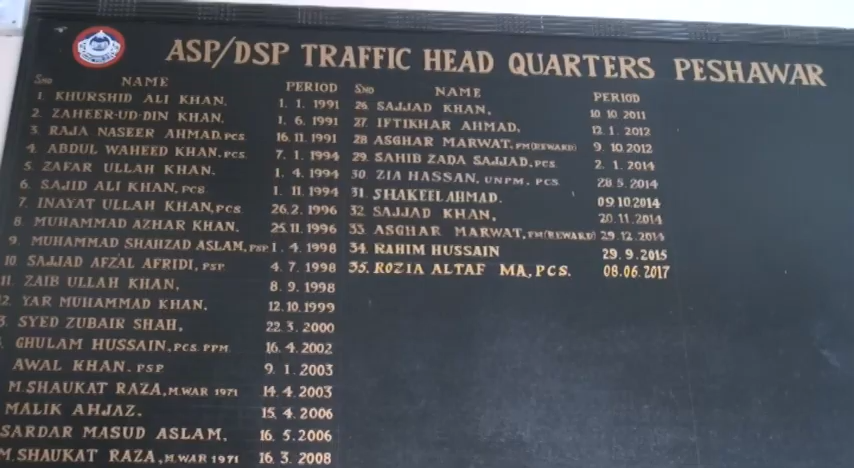 ASP/DSP TRAFFIC HEAD QUARTERS PESHAWAR
SNO NAME PERIOD
1. KHURSHID ALI KHAN. 1. 1. 1991
2. ZAHEER-UD-DIN KHAN. 1. 6. 1991
3. RAJA NASEER AHMAD, PCS. 16. 11. 1991
4. ABDUL WAHEED KHAN, PCS. 7. 1. 1994
5. ZAFAR ULLAH KHAN. 1. 4. 1994
6. SAJID ALI KHAN, PCS. 1. 11. 1994
7. INAYAT ULLAH KHAN, PCS. 26. 2. 1996
8. MUHAMMAD AZHAR KHAN. 25. 11. 1996
9. MUHAMMAD SHAHZAD ASLAM, PSP. 1. 4. 1998
10. SAJJAD AFZAL AFRIDI, PSP. 4. 7. 1998
11. ZAIB ULLAH KHAN, 8. 9. 1998
12. YAR MUHAMMAD KHAN. 12. 10. 1999
3. SYED ZUBAIR SHAH. 22. 3. 2000
GHULAM HUSSAIN, PCS. PPM. 16. 4. 2002
AWAL KHAN. PSP. 9. 1. 2003
M. SHAUKAT RAZA, M.WAR 1971 14. 4. 2003
MALIK AHJAZ. 15. 4. 2006
SARDAR MASUD ASLAM. 16. 5. 2006
M. SHAUKAT RAZA, M.WAR 1971 16. 3. 2008
SNO NAME PERIOD
26. SAJJAD KHAN. 10. 10. 2011
27. IFTIKHAR AHMAD. 12. 1. 2012
28. ASGHAR MARWAT, PM(REWARD) 9. 10. 2012
29. SAHIB ZADA SAJJAD, PCS. 2. 1. 2014
30. ZIA HASSAN, UNPM, PCS. 28. 5. 2014
31. SHAKEEL AHMAD. 09.10.2014
32. SAJJAD KHAN. 20. 11. 2014
33. ASGHAR MARWAT, PM(REWARD) 29. 12. 2014
34. RAHIM HUSSAIN 29. 9. 2015
35. ROZIA ALTAF MA, PCS. 08. 06. 2017